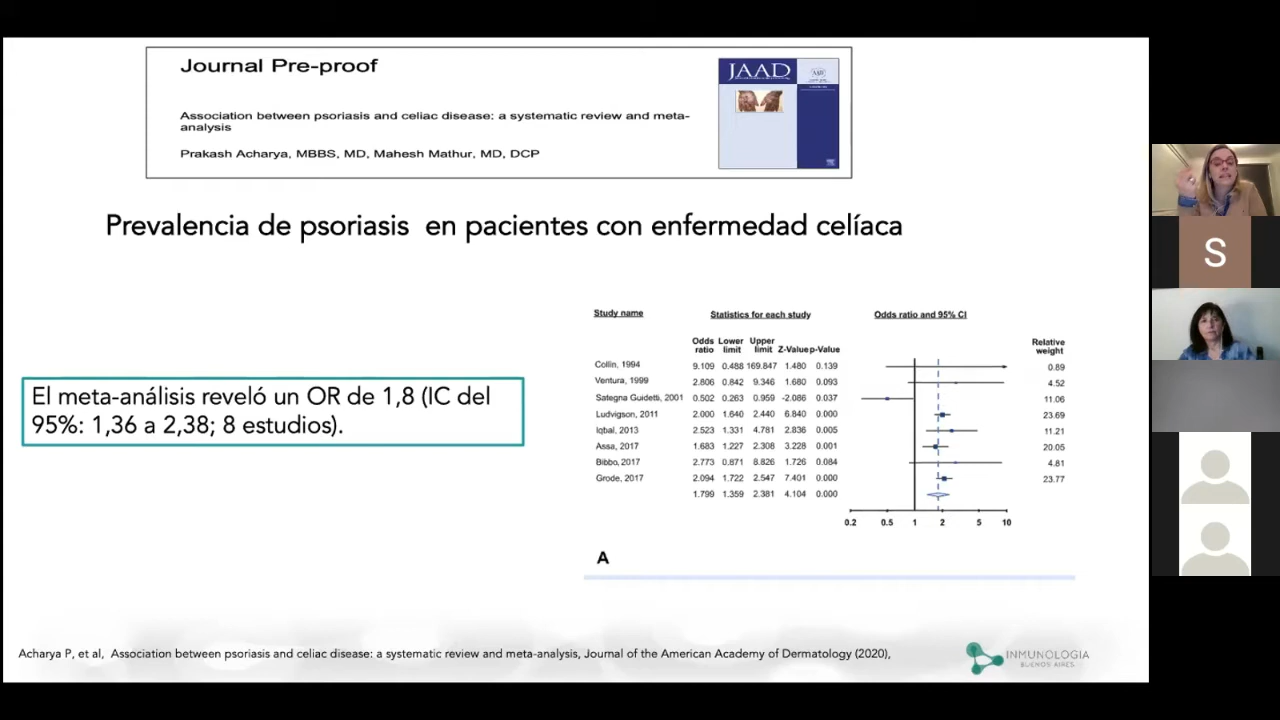 Journal Pre-proof
Association between psoriasis and celiac disease: a systematic review and meta-
analysis
Prakash Acharya, MBBS, MD, Mahesh Mathur, MD, DCP
JAAD
Prevalencia de psoriasis en pacientes con enfermedad celíaca
S
El meta-análisis reveló un OR de 1,8 (IC del
95%: 1,36 a 2,38; 8 estudios).
Study name Statistics for each study Odds ratio and 95% CI
Odds ratio Lower limit Upper limit Z-Value p-Value Relative weight
Collin, 1994 9.109 0.488 169.847 1.480 0.139 0.89
Ventura, 1999 2.806 0.842 9.346 1.680 0.093 4.52
Sategna Guidetti, 2001 0.502 0.263 0.959 -2.086 0.037 11.06
Ludvigson, 2011 2.000 1.640 2.440 6.840 0.000 23.69
Iqbal, 2013 2.523 1.331 4.781 2.836 0.005 11.21
Assa, 2017 1.683 1.227 2.308 3.228 0.001 20.05
Bibbo, 2017 2.773 0.871 8.826 1.726 0.084 4.81
Grode, 2017 2.094 1.722 2.547 7.401 0.000 23.77
1.799 1.359 2.381 4.104 0.000
0.2 0.5 1 2 5 10
A
Acharya P, et al, Association between psoriasis and celiac disease: a systematic review and meta-analysis, Journal of the American Academy of Dermatology (2020),
INMUNOLOGIA
BUENOS AIRES